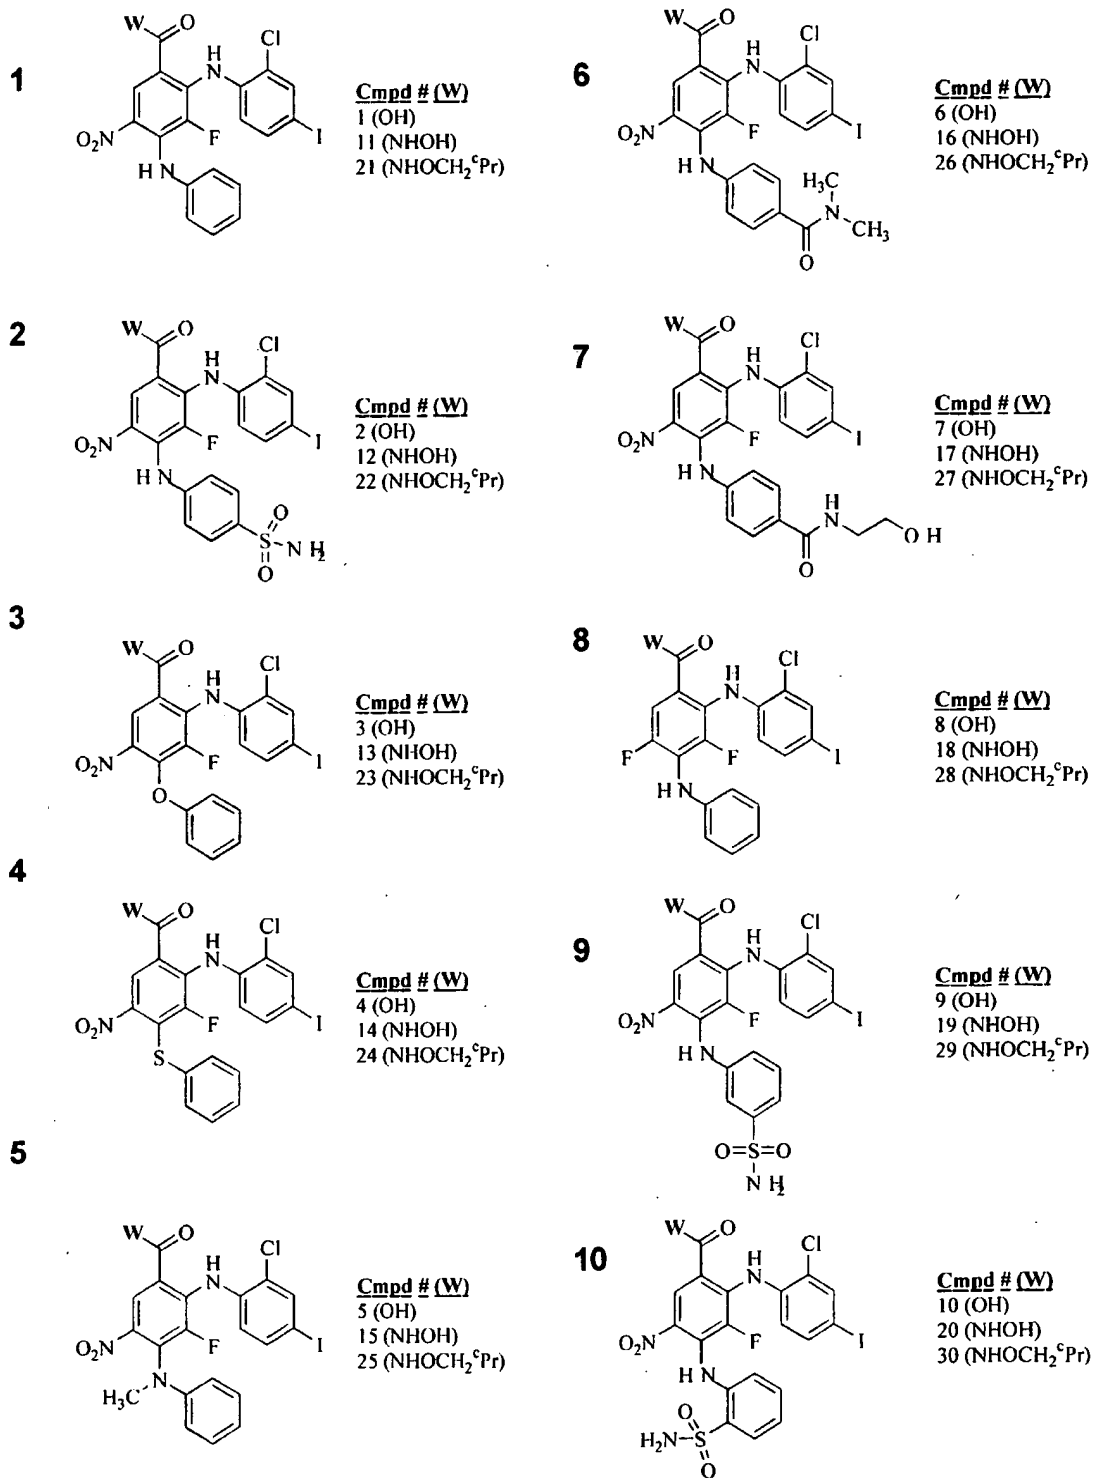 1
W O
H
N
Cl
O₂N
F
I
H N
Cmpd # (W)
1 (OH)
11 (NHOH)
21 (NHOCH₂ᶜPr)
2
W O
H
N
Cl
O₂N
F
I
H N
O
S-N H₂
O
Cmpd # (W)
2 (OH)
12 (NHOH)
22 (NHOCH₂ᶜPr)
3
W O
H
N
Cl
O₂N
F
I
O
Cmpd # (W)
3 (OH)
13 (NHOH)
23 (NHOCH₂ᶜPr)
4
W O
H
N
Cl
O₂N
F
I
S
Cmpd # (W)
4 (OH)
14 (NHOH)
24 (NHOCH₂ᶜPr)
5
W O
H
N
Cl
O₂N
F
I
H₃C N
Cmpd # (W)
5 (OH)
15 (NHOH)
25 (NHOCH₂ᶜPr)
6
W O
H
N
Cl
O₂N
F
I
H N
H₃C
N
CH₃
O
Cmpd # (W)
6 (OH)
16 (NHOH)
26 (NHOCH₂ᶜPr)
7
W O
H
N
Cl
O₂N
F
I
H N
H
N
O H
O
Cmpd # (W)
7 (OH)
17 (NHOH)
27 (NHOCH₂ᶜPr)
8
W O
H
N
Cl
F
F
I
H N
Cmpd # (W)
8 (OH)
18 (NHOH)
28 (NHOCH₂ᶜPr)
9
W O
H
N
Cl
O₂N
F
I
H N
O=S=O
N H₂
Cmpd # (W)
9 (OH)
19 (NHOH)
29 (NHOCH₂ᶜPr)
10
W O
H
N
Cl
O₂N
F
I
H N
O
H₂N-S
O
Cmpd # (W)
10 (OH)
20 (NHOH)
30 (NHOCH₂ᶜPr)